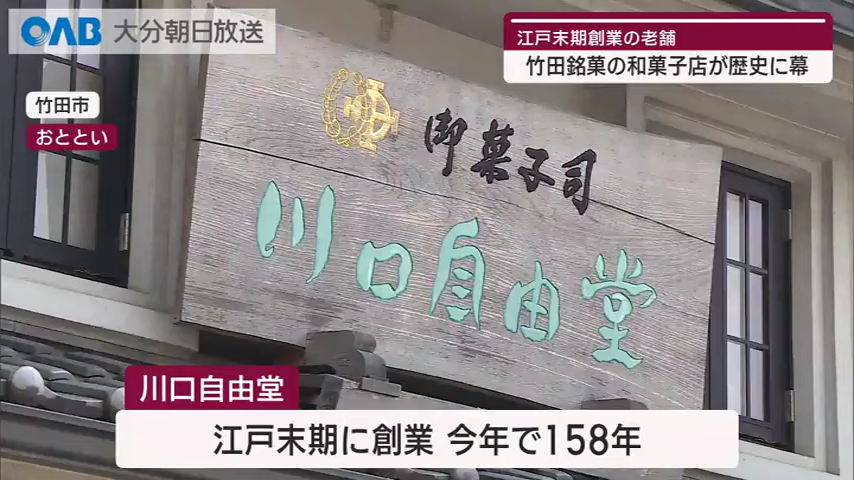 OAB 大分朝日放送
江戸末期創業の老舗
竹田銘菓の和菓子店が歴史に幕
竹田市
おととい
御菓子司
川口自由堂
川口自由堂
江戸末期に創業 今年で158年